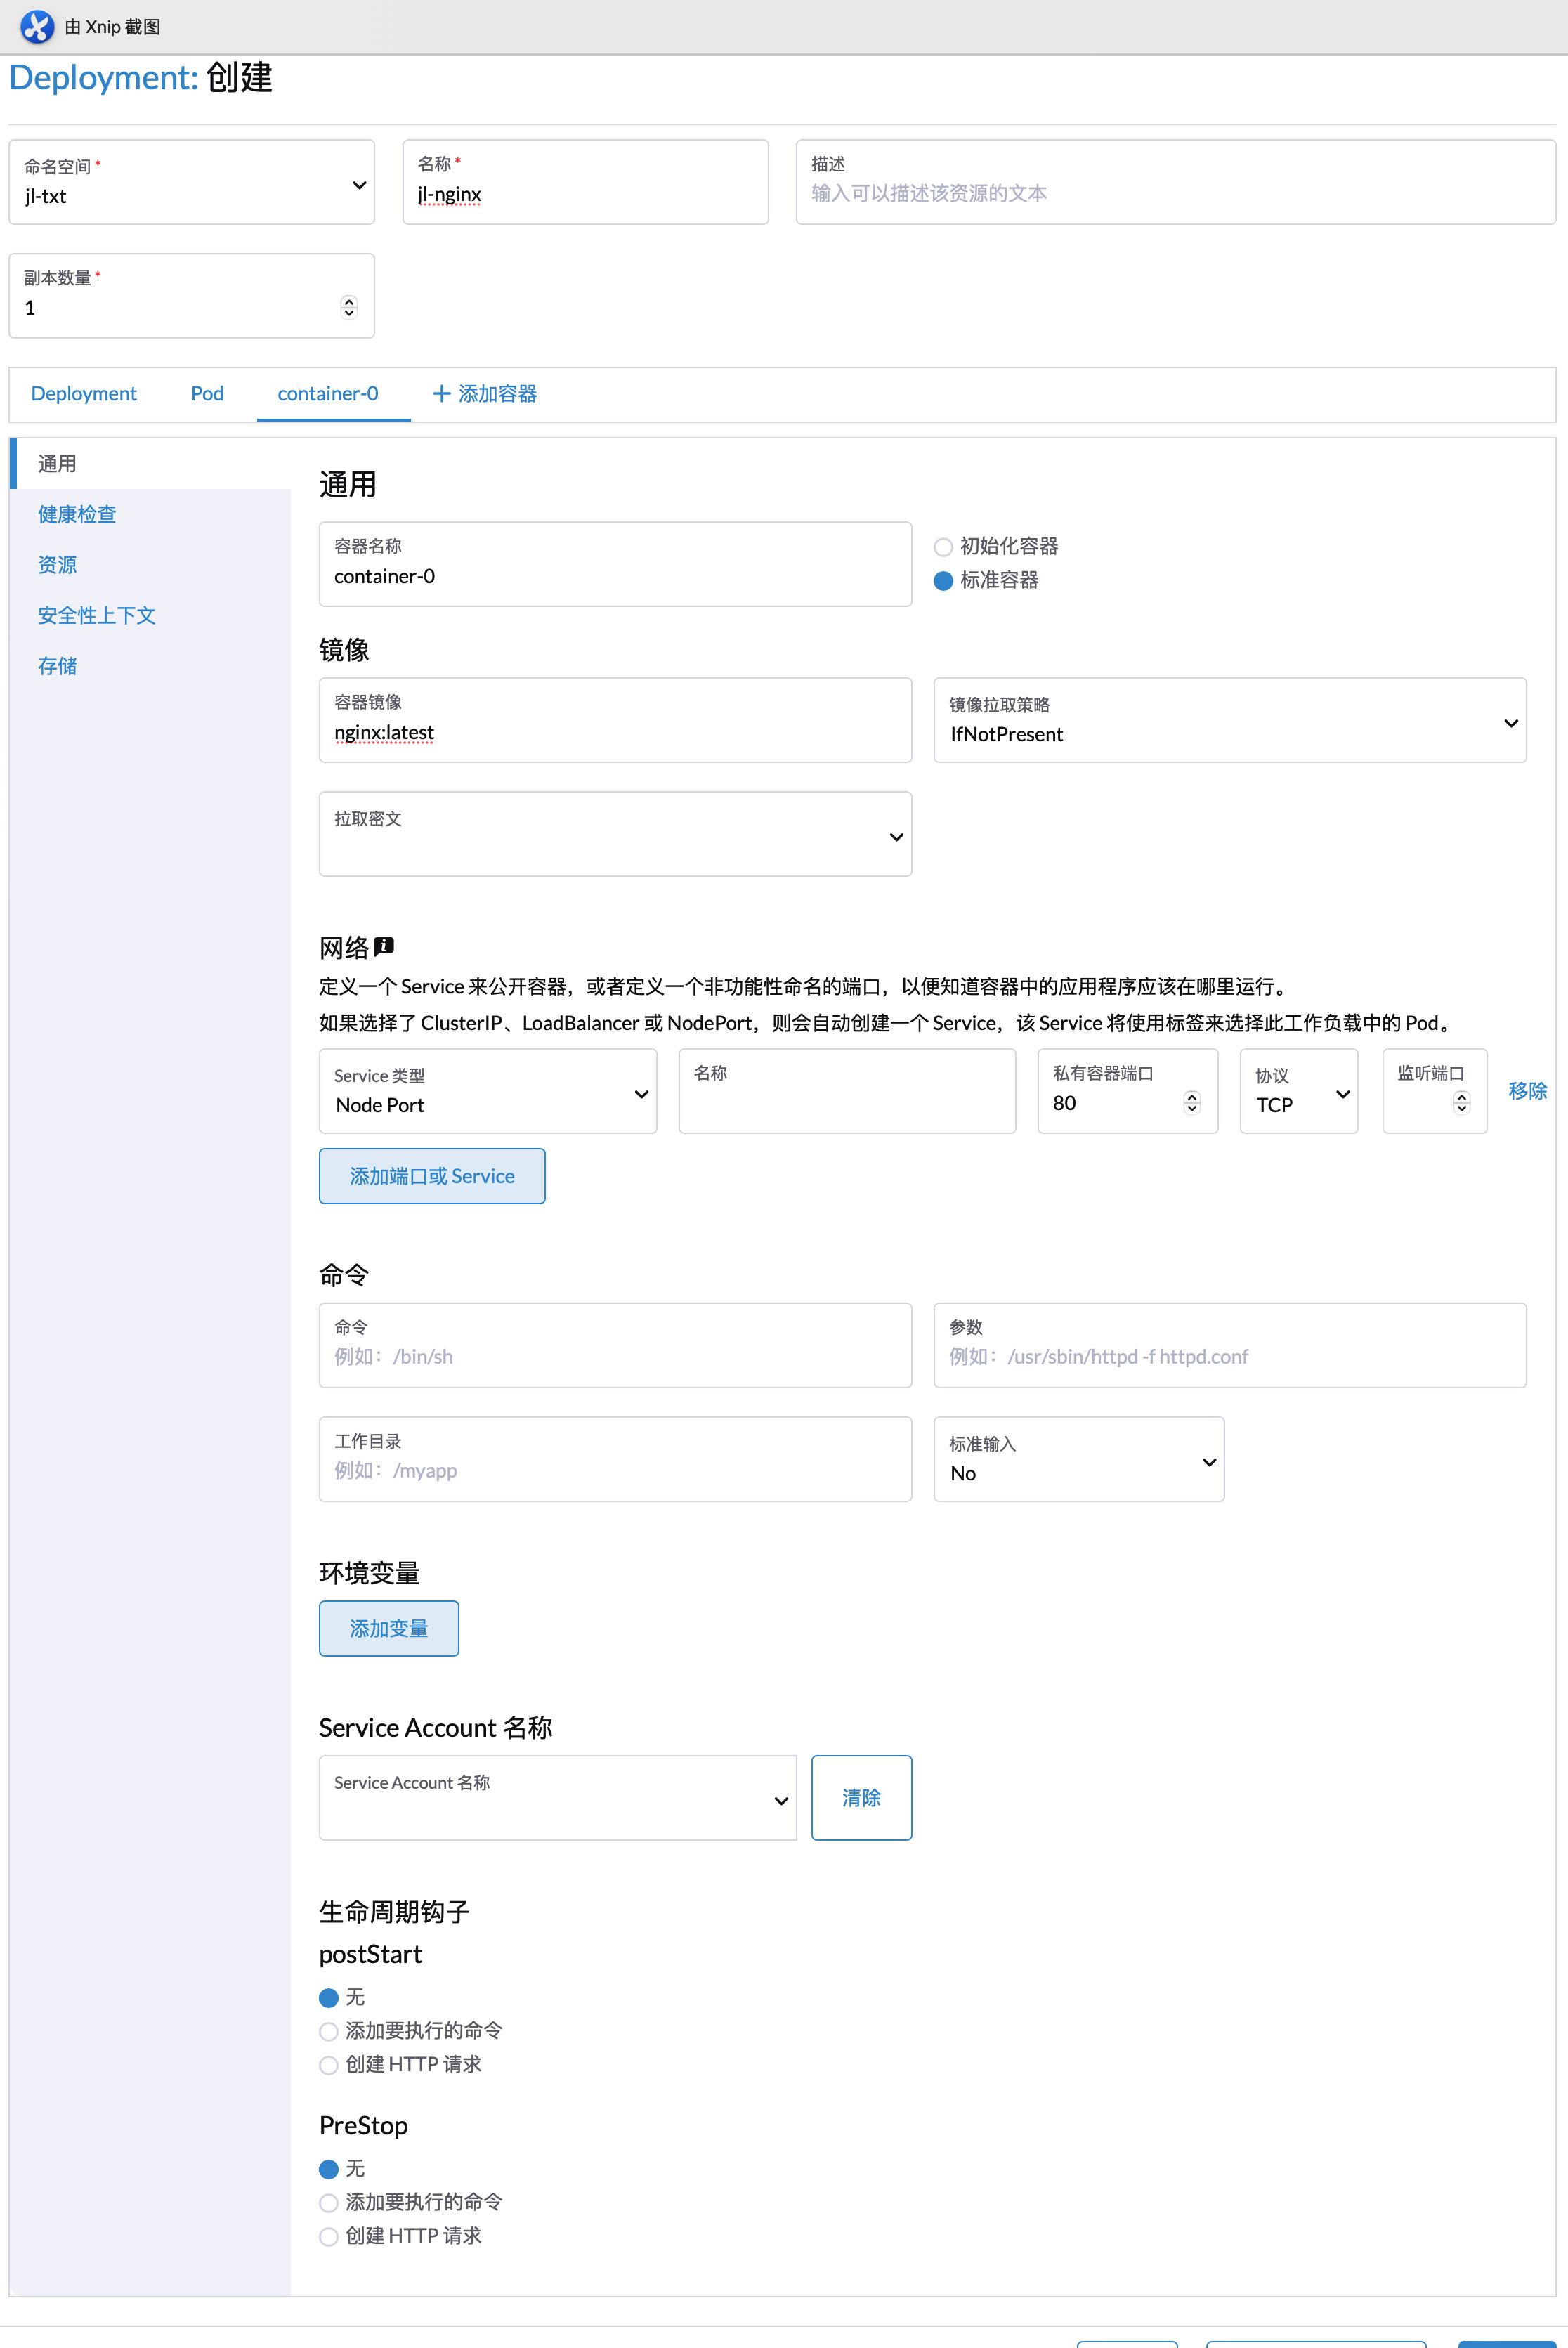 由 Xnip 截图
Deployment: 创建
命名空间 *
jl-txt
名称 *
jl-nginx
描述
输入可以描述该资源的文本
副本数量 *
1
Deployment
Pod
container-0
+ 添加容器
通用
健康检查
资源
安全性上下文
存储
通用
容器名称
container-0
初始化容器
标准容器
镜像
容器镜像
nginx:latest
镜像拉取策略
IfNotPresent
拉取密文
网络
定义一个 Service 来公开容器，或者定义一个非功能性命名的端口，以便知道容器中的应用程序应该在哪里运行。
如果选择了 ClusterIP、LoadBalancer 或 NodePort，则会自动创建一个 Service，该 Service 将使用标签来选择此工作负载中的 Pod。
Service 类型
Node Port
名称
私有容器端口
80
协议
TCP
监听端口
移除
添加端口或 Service
命令
命令
例如：/bin/sh
参数
例如：/usr/sbin/httpd -f httpd.conf
工作目录
例如：/myapp
标准输入
No
环境变量
添加变量
Service Account 名称
Service Account 名称
清除
生命周期钩子
postStart
无
添加要执行的命令
创建 HTTP 请求
PreStop
无
添加要执行的命令
创建 HTTP 请求